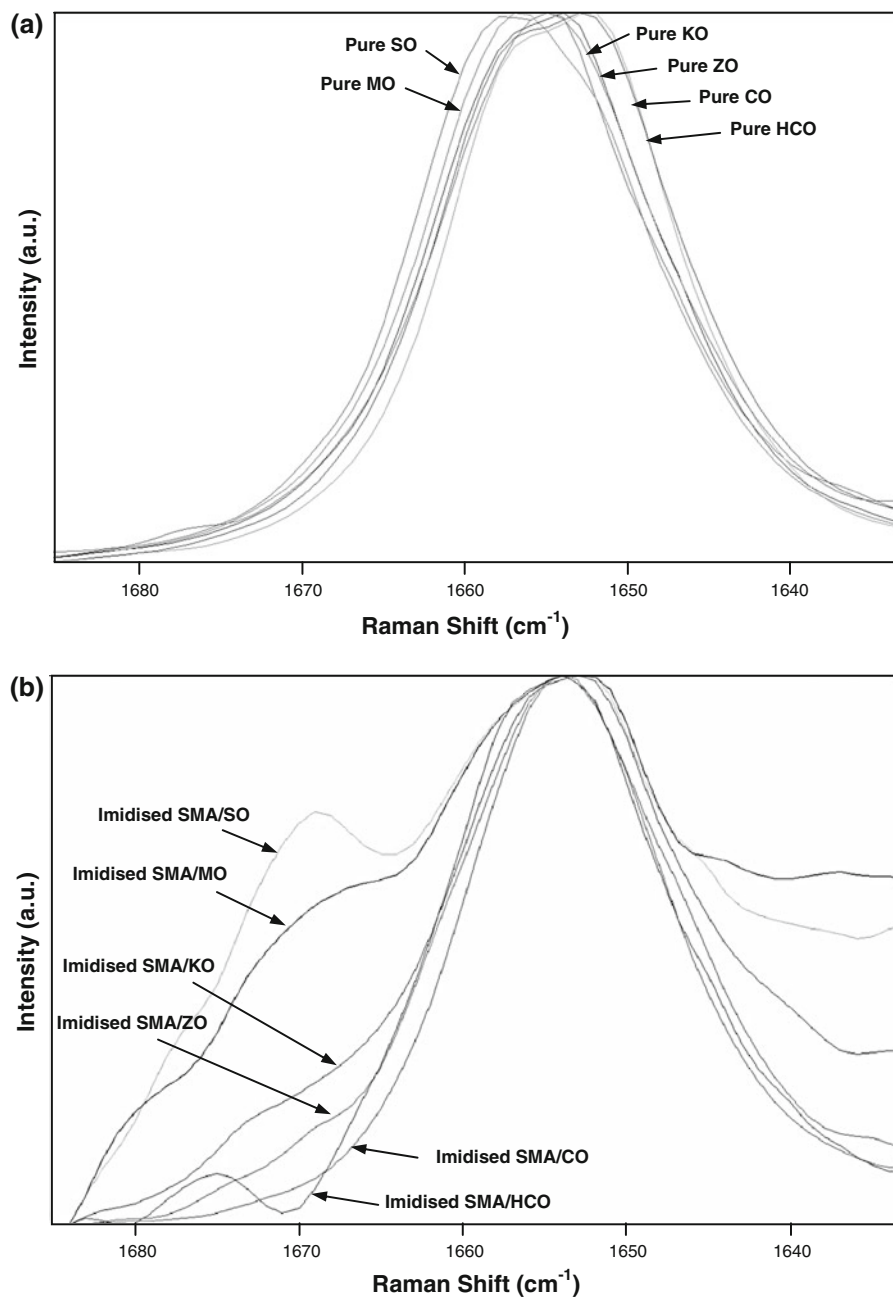 (a)
Pure SO
Pure KO
Pure MO
Pure ZO
Pure CO
Pure HCO
Intensity (a.u.)
1680 1670 1660 1650 1640
Raman Shift (cm⁻¹)
(b)
Imidised SMA/SO
Imidised SMA/MO
Imidised SMA/KO
Imidised SMA/ZO
Imidised SMA/CO
Imidised SMA/HCO
Intensity (a.u.)
1680 1670 1660 1650 1640
Raman Shift (cm⁻¹)